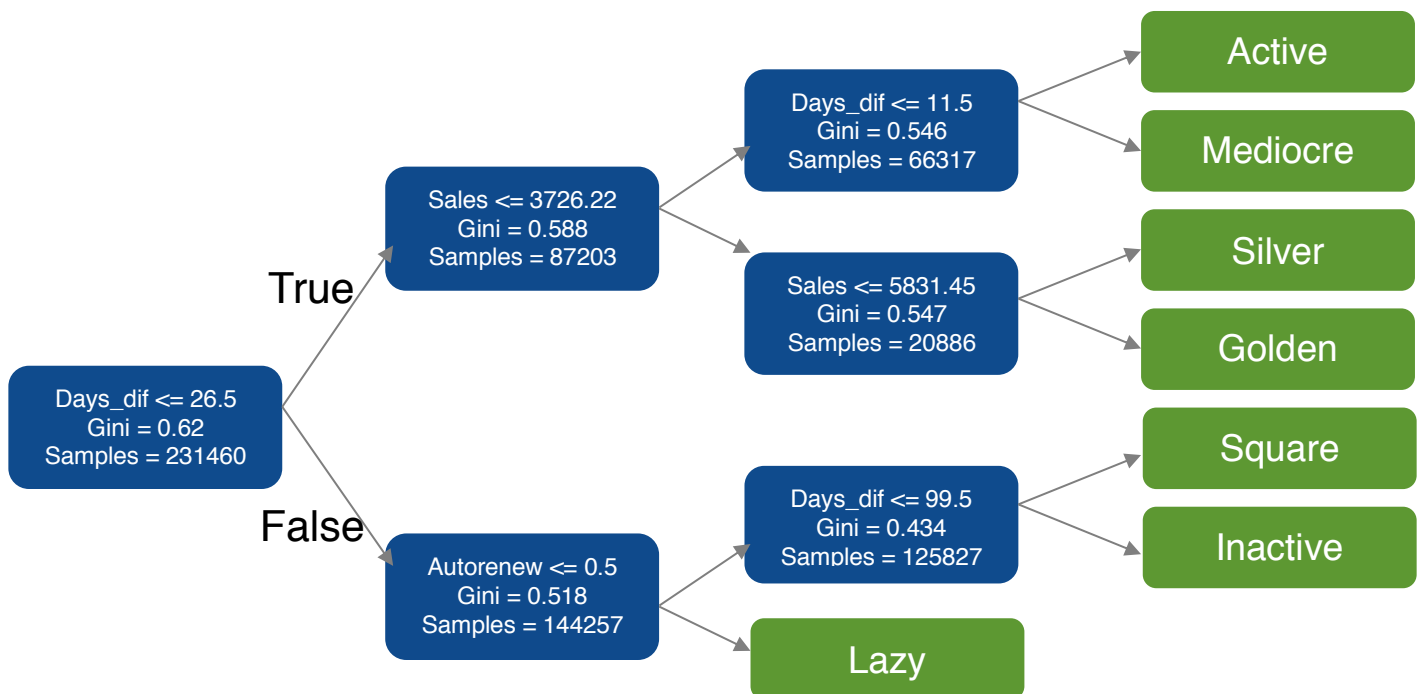 Days_dif <= 26.5
Gini = 0.62
Samples = 231460
True
False
Sales <= 3726.22
Gini = 0.588
Samples = 87203
Autorenew <= 0.5
Gini = 0.518
Samples = 144257
Days_dif <= 11.5
Gini = 0.546
Samples = 66317
Sales <= 5831.45
Gini = 0.547
Samples = 20886
Days_dif <= 99.5
Gini = 0.434
Samples = 125827
Lazy
Active
Mediocre
Silver
Golden
Square
Inactive